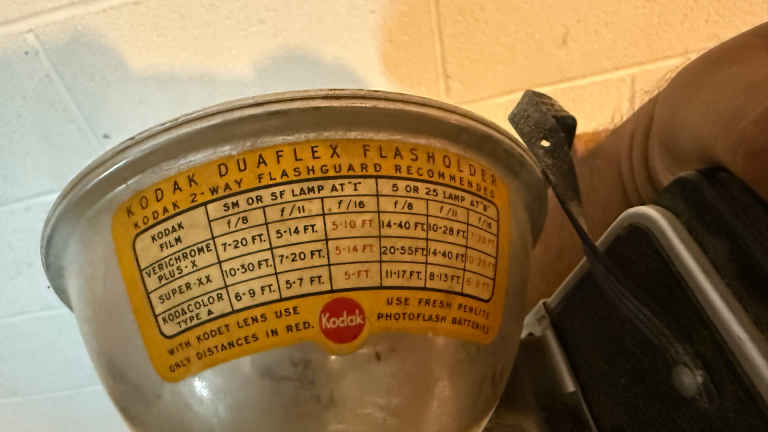 KODAK DUAFLEX FLASHOLDER
KODAK 2-WAY FLASHGUARD RECOMMENDED
KODAK FILM SM OR SF LAMP AT "I" 5 OR 25 LAMP AT "B"
f/8 f/11 f/16 f/8 f/11 f/16
VERICHROME PLUS-X 7-20 FT. 5-14 FT. 5-10 FT. 14-40 FT. 10-28 FT.
SUPER-XX 10-30 FT. 7-20 FT. 5-14 FT. 20-55 FT. 14-40 FT.
KODACOLOR TYPE A 6-9 FT. 5-7 FT. 5-FT. 11-17 FT. 8-13 FT.
WITH KODET LENS USE
ONLY DISTANCES IN RED.
Kodak
USE FRESH PENLITE
PHOTOFLASH BATTERIES